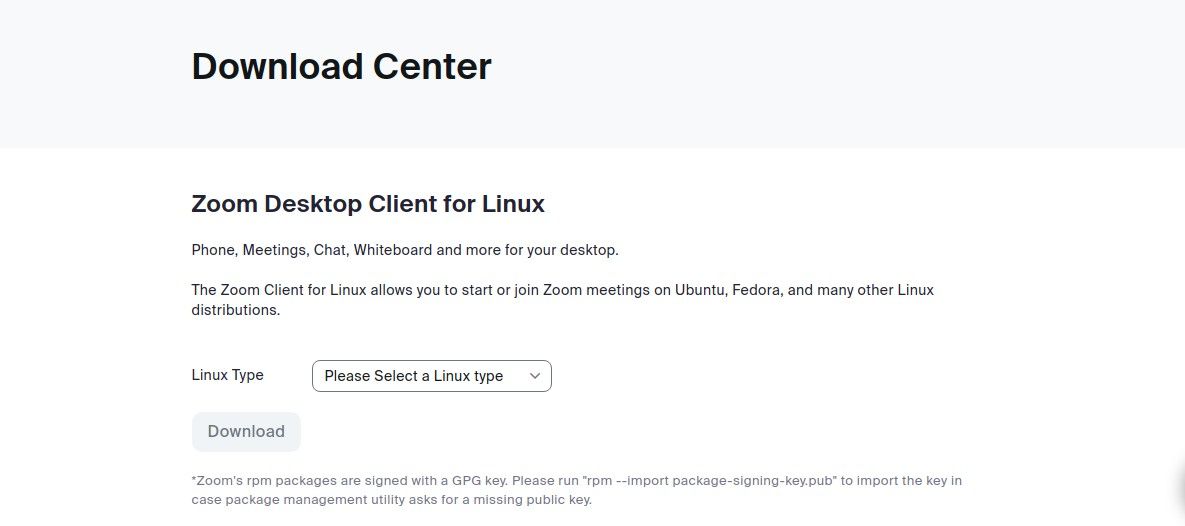 Download Center
Zoom Desktop Client for Linux
Phone, Meetings, Chat, Whiteboard and more for your desktop.
The Zoom Client for Linux allows you to start or join Zoom meetings on Ubuntu, Fedora, and many other Linux
distributions.
Linux Type
Please Select a Linux type
Download
*Zoom's rpm packages are signed with a GPG key. Please run "rpm --import package-signing-key.pub" to import the key in
case package management utility asks for a missing public key.